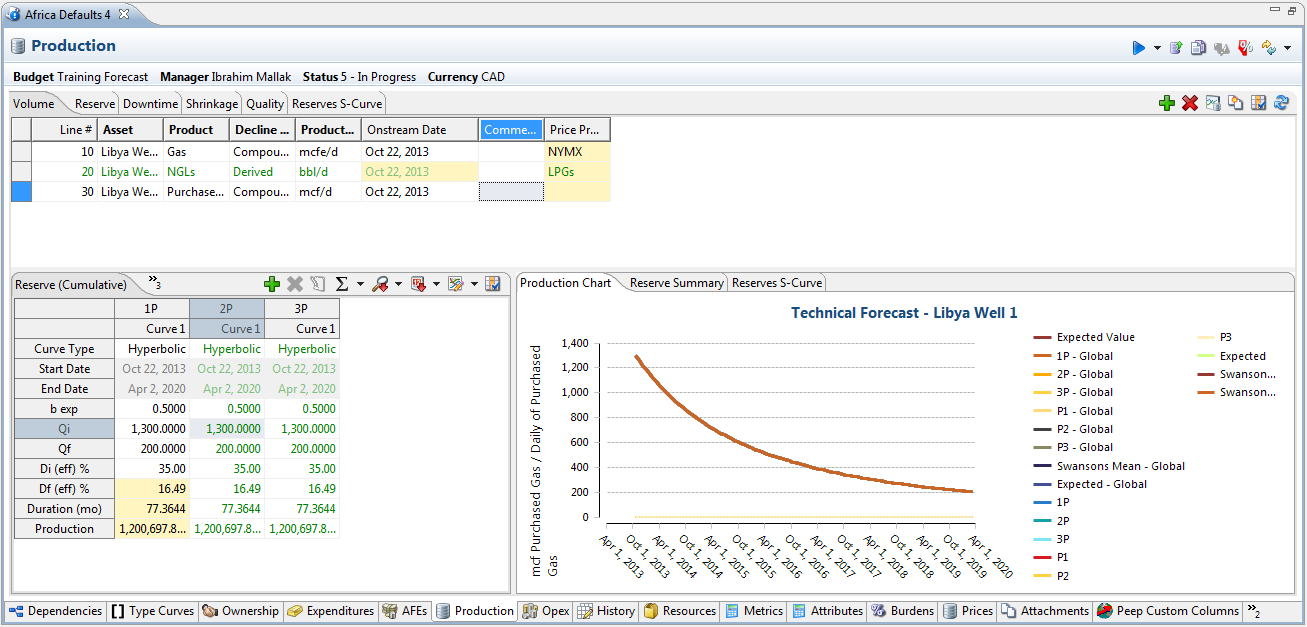 Africa Defaults 4
Production
Budget Training Forecast Manager Ibrahim Mallak Status 5 - In Progress Currency CAD
Volume Reserve Downtime Shrinkage Quality Reserves S-Curve
Line # Asset Product Decline ... Product... Onstream Date Comme... Price Pr...
10 Libya We... Gas Compou... mcfe/d Oct 22, 2013 NYMX
20 Libya We... NGLs Derived bbl/d Oct 22, 2013 LPGs
30 Libya We... Purchase... Compou... mcf/d Oct 22, 2013
Reserve (Cumulative) »3
1P 2P 3P
Curve 1 Curve 1 Curve 1
Curve Type Hyperbolic Hyperbolic Hyperbolic
Start Date Oct 22, 2013 Oct 22, 2013 Oct 22, 2013
End Date Apr 2, 2020 Apr 2, 2020 Apr 2, 2020
b exp 0.5000 0.5000 0.5000
Qi 1,300.0000 1,300.0000 1,300.0000
Qf 200.0000 200.0000 200.0000
Di (eff) % 35.00 35.00 35.00
Df (eff) % 16.49 16.49 16.49
Duration (mo) 77.3644 77.3644 77.3644
Production 1,200,697.8... 1,200,697.8... 1,200,697.8...
Production Chart Reserve Summary Reserves S-Curve
Technical Forecast - Libya Well 1
mcf Purchased Gas / Daily of Purchased
Gas
1,400
1,200
1,000
800
600
400
200
0
Apr 1, 2013
Oct 1, 2013
Apr 1, 2014
Oct 1, 2014
Apr 1, 2015
Oct 1, 2015
Apr 1, 2016
Oct 1, 2016
Apr 1, 2017
Oct 1, 2017
Apr 1, 2018
Oct 1, 2018
Apr 1, 2019
Oct 1, 2019
Apr 1, 2020
Expected Value
1P - Global
2P - Global
3P - Global
P1 - Global
P2 - Global
P3 - Global
Swansons Mean - Global
Expected - Global
1P
2P
3P
P1
P2
P3
Expected
Swanson...
Swanson...
Dependencies Type Curves Ownership Expenditures AFEs Production Opex History Resources Metrics Attributes Burdens Prices Attachments Peep Custom Columns »2